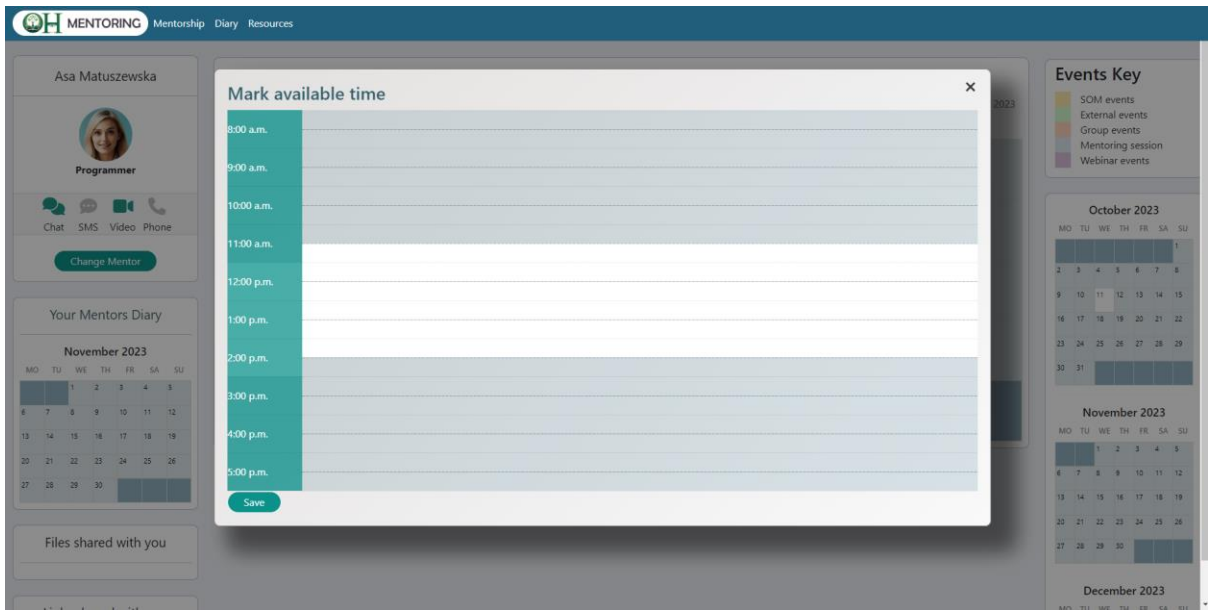 OH MENTORING Mentorship Diary Resources
Asa Matuszewska
Programmer
Chat SMS Video Phone
Change Mentor
Your Mentors Diary
November 2023
MO TU WE TH FR SA SU
1 2 3 4 5
6 7 8 9 10 11 12
13 14 15 16 17 18 19
20 21 22 23 24 25 26
27 28 29 30
Files shared with you
Mark available time
×
2023
8:00 a.m.
9:00 a.m.
10:00 a.m.
11:00 a.m.
12:00 p.m.
1:00 p.m.
2:00 p.m.
3:00 p.m.
4:00 p.m.
5:00 p.m.
Save
Events Key
SOM events
External events
Group events
Mentoring session
Webinar events
October 2023
MO TU WE TH FR SA SU
1
2 3 4 5 6 7 8
9 10 11 12 13 14 15
16 17 18 19 20 21 22
23 24 25 26 27 28 29
30 31
November 2023
MO TU WE TH FR SA SU
1 2 3 4 5
6 7 8 9 10 11 12
13 14 15 16 17 18 19
20 21 22 23 24 25 26
27 28 29 30
December 2023
MO TU WE TH FR SA SU